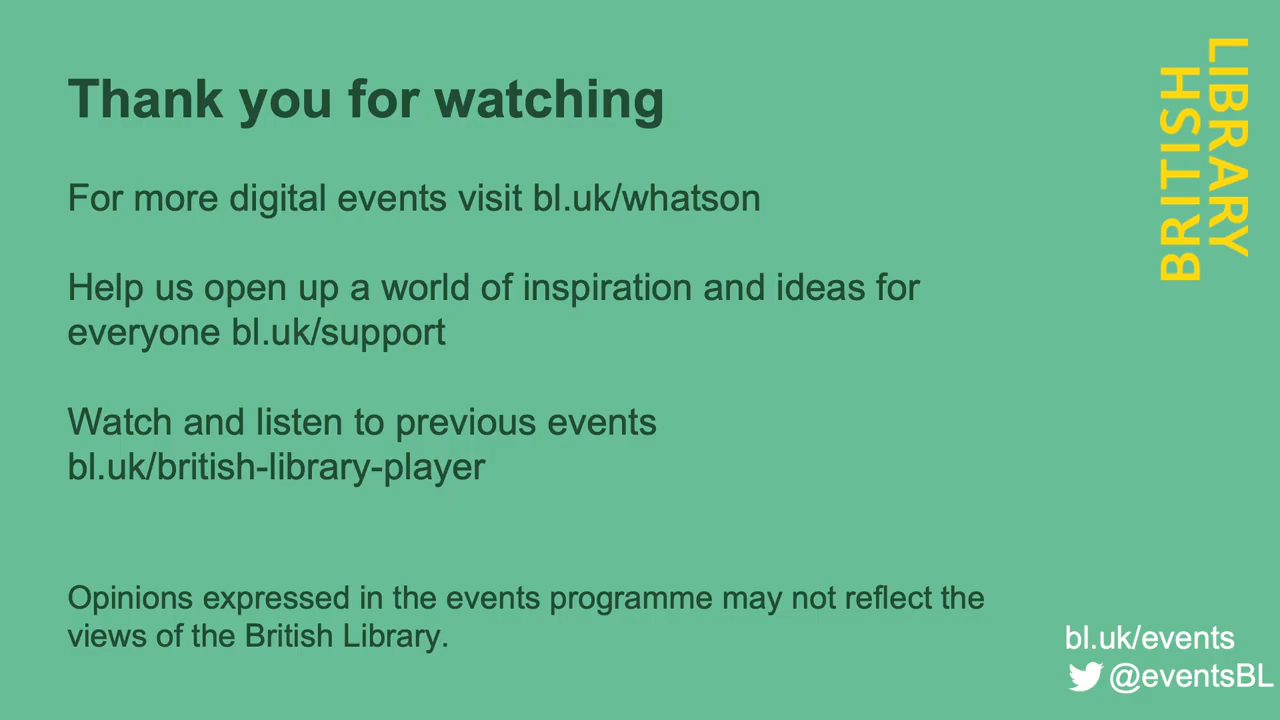 Thank you for watching
For more digital events visit bl.uk/whatson
Help us open up a world of inspiration and ideas for
everyone bl.uk/support
Watch and listen to previous events
bl.uk/british-library-player
Opinions expressed in the events programme may not reflect the
views of the British Library.
BRITISH
LIBRARY
bl.uk/events
@eventsBL